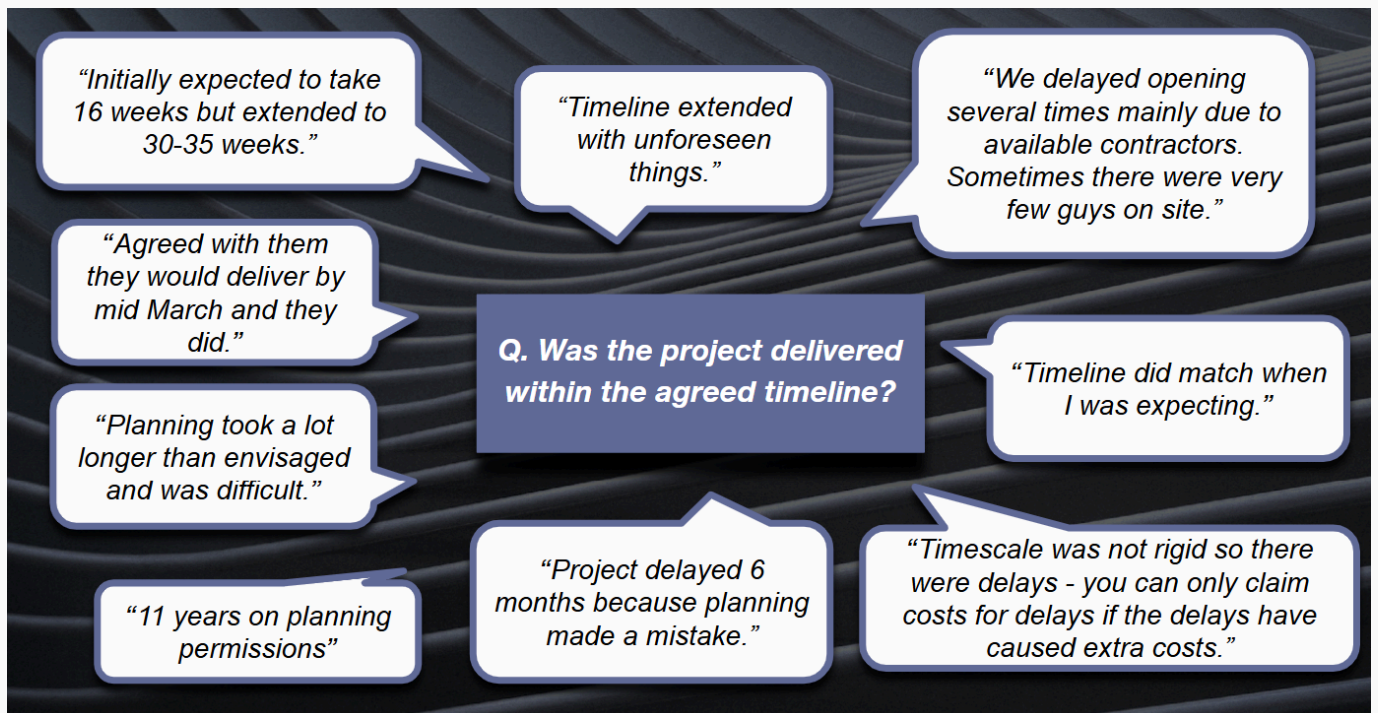 “Initially expected to take
16 weeks but extended to
30-35 weeks.”
“Timeline extended
with unforeseen
things.”
“We delayed opening
several times mainly due to
available contractors.
Sometimes there were very
few guys on site.”
“Agreed with them
they would deliver by
mid March and they
did.”
Q. Was the project delivered
within the agreed timeline?
“Timeline did match when
I was expecting.”
“Planning took a lot
longer than envisaged
and was difficult.”
“11 years on planning
permissions”
“Project delayed 6
months because planning
made a mistake.”
“Timescale was not rigid so there
were delays - you can only claim
costs for delays if the delays have
caused extra costs.”